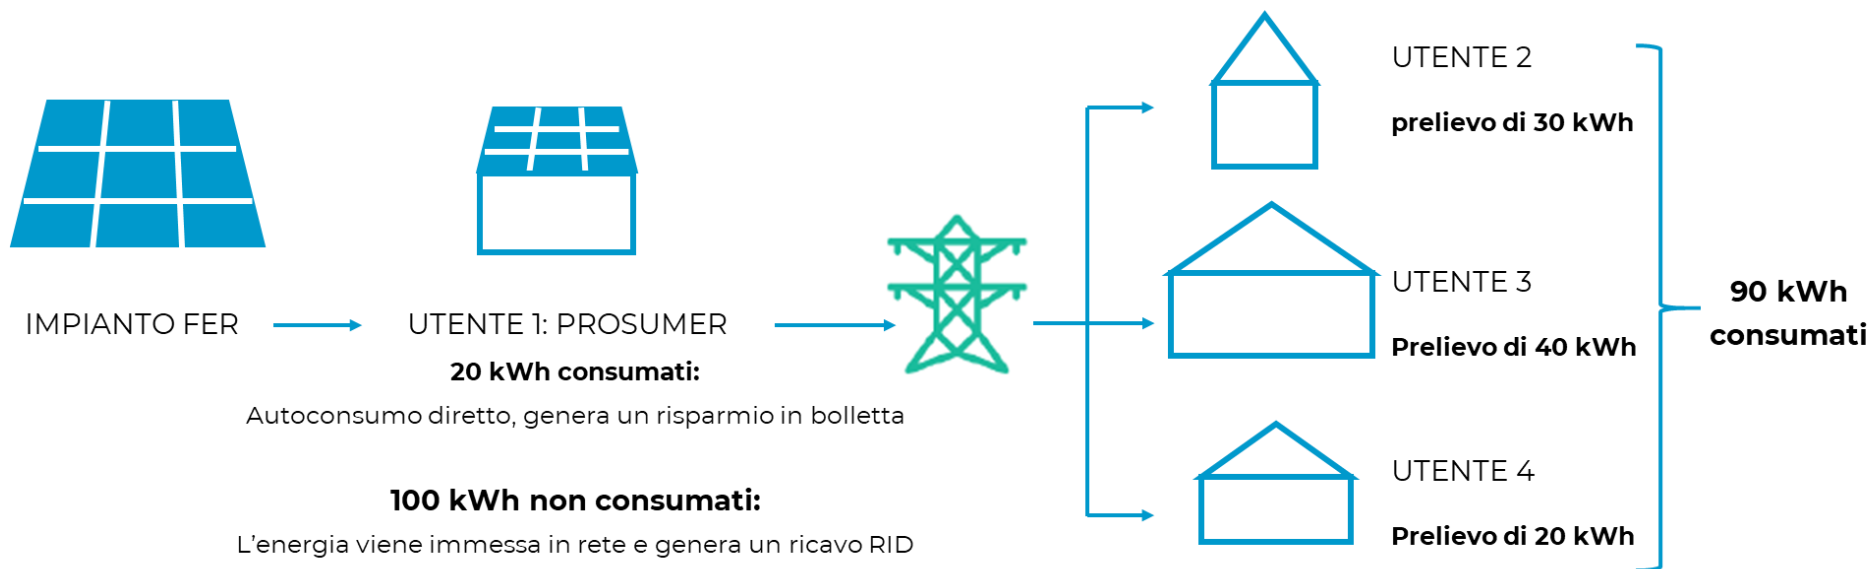 IMPIANTO FER
UTENTE 1: PROSUMER
20 kWh consumati:
Autoconsumo diretto, genera un risparmio in bolletta
100 kWh non consumati:
L'energia viene immessa in rete e genera un ricavo RID
UTENTE 2
prelievo di 30 kWh
UTENTE 3
Prelievo di 40 kWh
UTENTE 4
Prelievo di 20 kWh
90 kWh
consumati